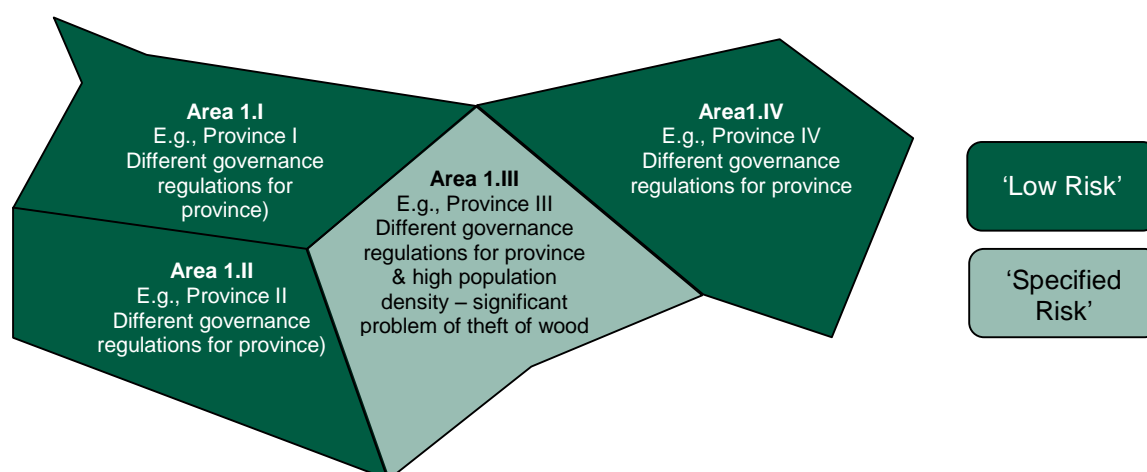 Area 1.I
E.g., Province I
Different governance
regulations for
province)
Area 1.II
E.g., Province II
Different governance
regulations for province)
Area 1.III
E.g., Province III
Different governance
regulations for province
& high population
density – significant
problem of theft of wood
Area1.IV
E.g., Province IV
Different governance
regulations for province
‘Low Risk’
‘Specified
Risk’